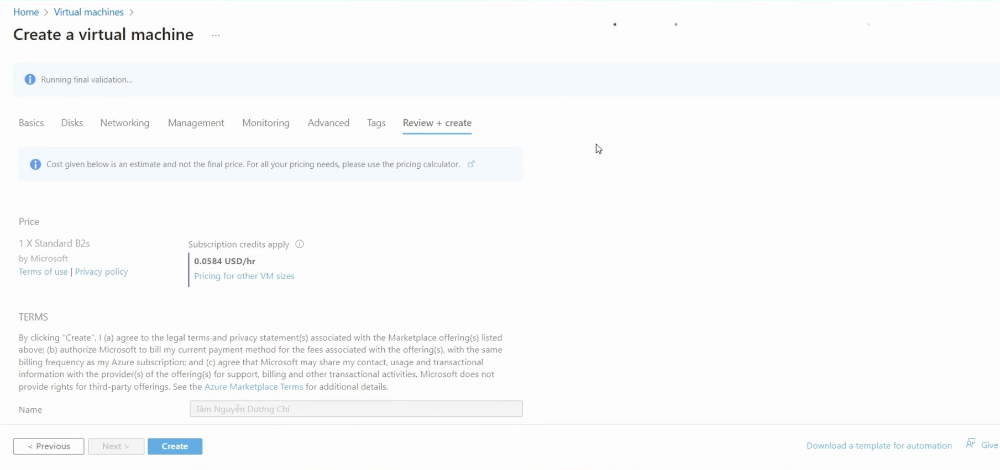 Home > Virtual machines >
Create a virtual machine ...
Running final validation...
Basics Disks Networking Management Monitoring Advanced Tags Review + create
Cost given below is an estimate and not the final price. For all your pricing needs, please use the pricing calculator.
Price
1 X Standard B2s
by Microsoft
Terms of use | Privacy policy
Subscription credits apply
0.0584 USD/hr
Pricing for other VM sizes
TERMS
By clicking "Create", I (a) agree to the legal terms and privacy statement(s) associated with the Marketplace offering(s) listed
above; (b) authorize Microsoft to bill my current payment method for the fees associated with the offering(s), with the same
billing frequency as my Azure subscription; and (c) agree that Microsoft may share my contact, usage and transactional
information with the provider(s) of the offering(s) for support, billing and other transactional activities. Microsoft does not
provide rights for third-party offerings. See the Azure Marketplace Terms for additional details.
Name Tâm Nguyễn Dương Chí
< Previous Next > Create Download a template for automation Give